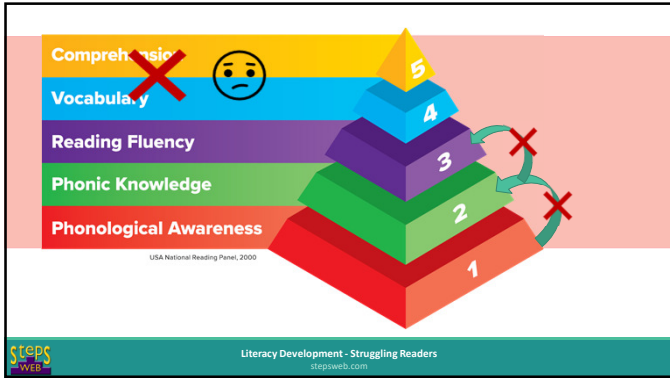 Comprehension
Vocabulary
Reading Fluency
Phonic Knowledge
Phonological Awareness
5
4
3
2
1
USA National Reading Panel, 2000
StePS
WEB
Literacy Development - Struggling Readers
stepsweb.com